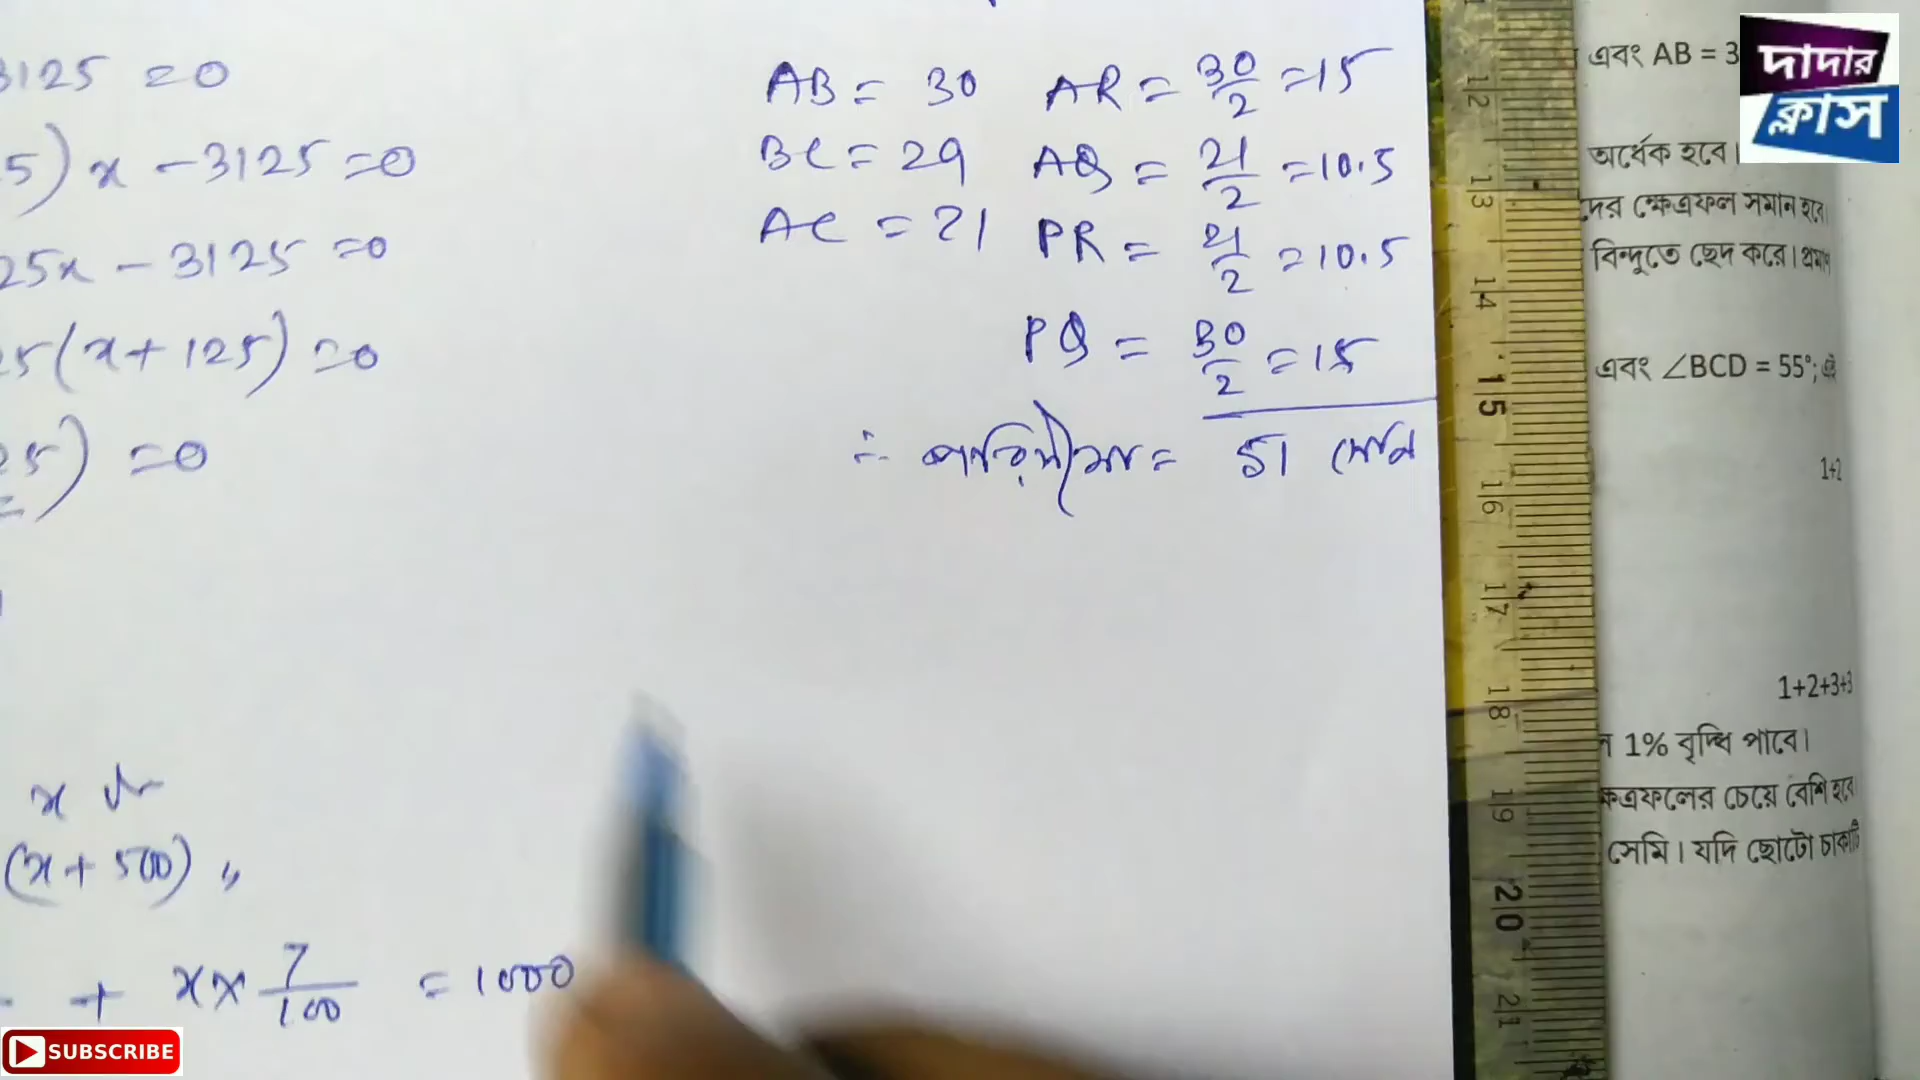 3125 = 0
5) x - 3125 = 0
25x - 3125 = 0
25(x + 125) = 0
25) = 0
x
(x + 500) "
+ x × 7/100 = 1000
AB = 30 AR = 30/2 = 15
BC = 29 AQ = 21/2 = 10.5
AC = 21 PR = 21/2 = 10.5
PQ = 30/2 = 15
∴ পরিসীমা = 51 সেমি
এবং AB = 3
অর্ধেক হবে।
দের ক্ষেত্রফল সমান হবে।
বিন্দুতে ছেদ করে। প্রমাণ
এবং ∠BCD = 55°;
1+2
1+2+3+3
ন 1% বৃদ্ধি পাবে।
ক্ষেত্রফলের চেয়ে বেশি হবে।
সেমি। যদি ছোটো চাকাটি
12
13
14
15
16
17
18
19
20
21
দাদার
ক্লাস
SUBSCRIBE